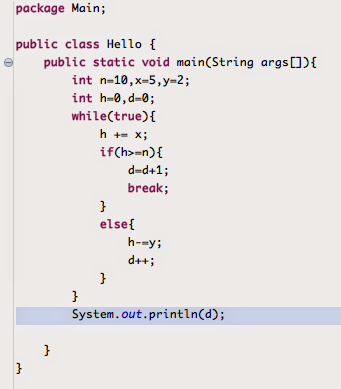 package Main;
public class Hello {
public static void main(String args[]){
int n=10,x=5,y=2;
int h=0,d=0;
while(true){
h += x;
if(h>=n){
d=d+1;
break;
}
else{
h-=y;
d++;
}
}
System.out.println(d);
}
}